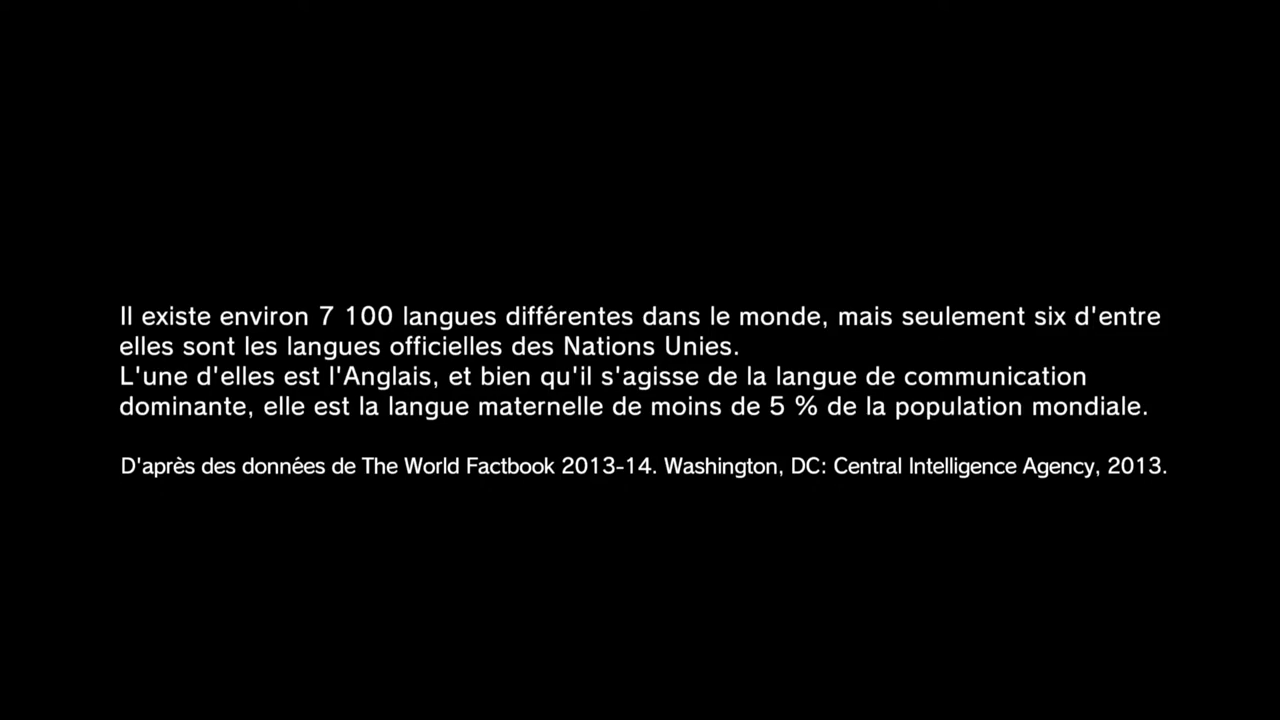 Il existe environ 7 100 langues différentes dans le monde, mais seulement six d'entre
elles sont les langues officielles des Nations Unies.
L'une d'elles est l'Anglais, et bien qu'il s'agisse de la langue de communication
dominante, elle est la langue maternelle de moins de 5 % de la population mondiale.
D'après des données de The World Factbook 2013-14. Washington, DC: Central Intelligence Agency, 2013.